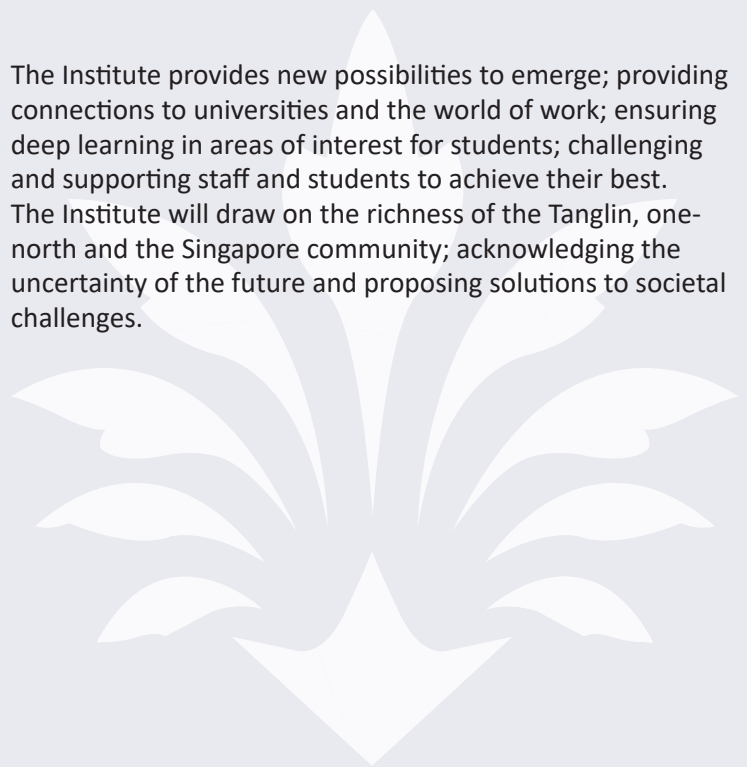 The Institute provides new possibilities to emerge; providing
connections to universities and the world of work; ensuring
deep learning in areas of interest for students; challenging
and supporting staff and students to achieve their best.
The Institute will draw on the richness of the Tanglin, one-
north and the Singapore community; acknowledging the
uncertainty of the future and proposing solutions to societal
challenges.